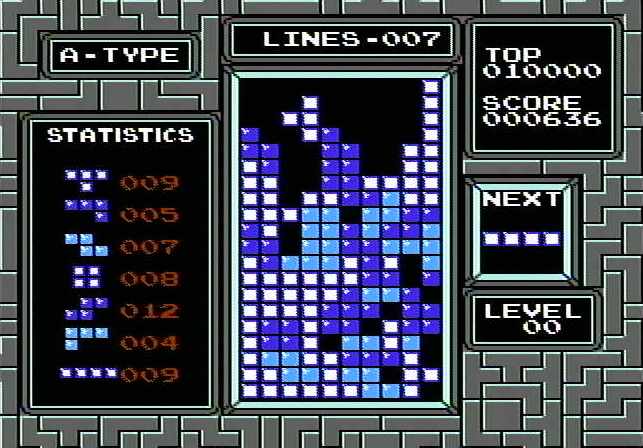 A-TYPE
LINES-007
TOP
010000
SCORE
000636
STATISTICS
009
005
007
008
012
004
009
NEXT
LEVEL
00